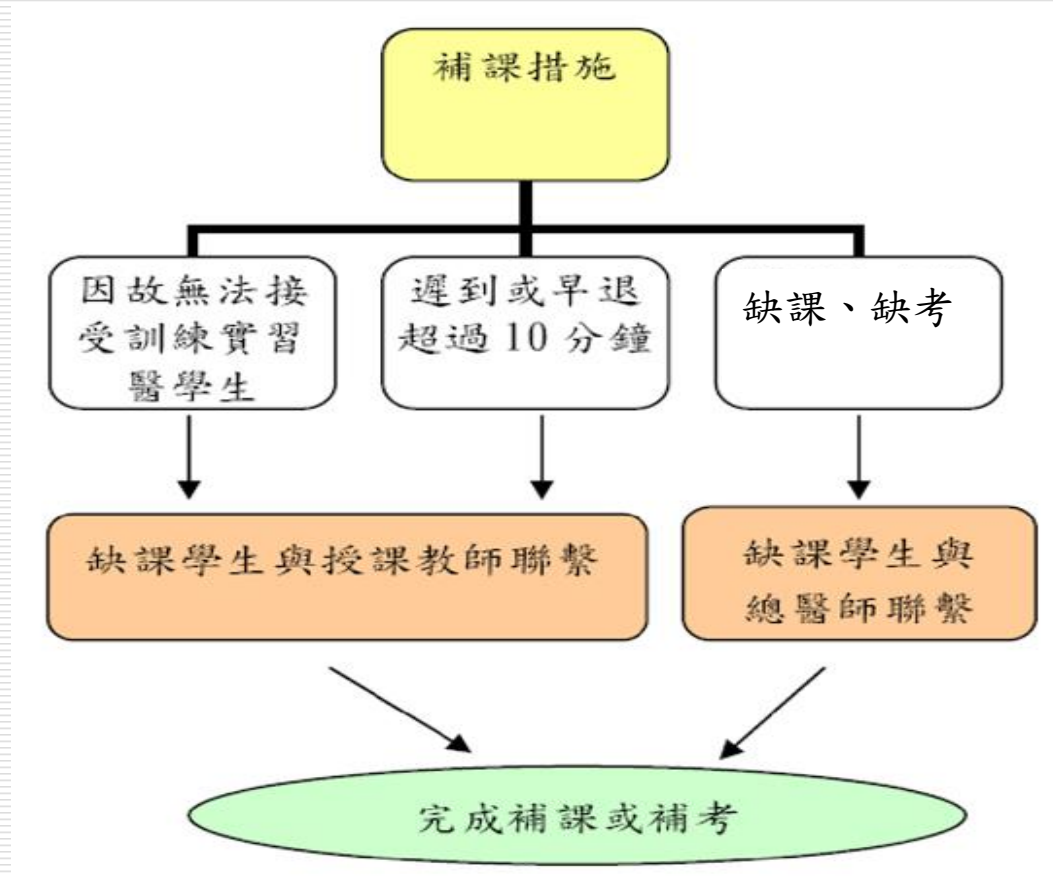 補課措施
因故無法接
受訓練實習
醫學生
遲到或早退
超過10分鐘
缺課、缺考
缺課學生與授課教師聯繫
缺課學生與
總醫師聯繫
完成補課或補考